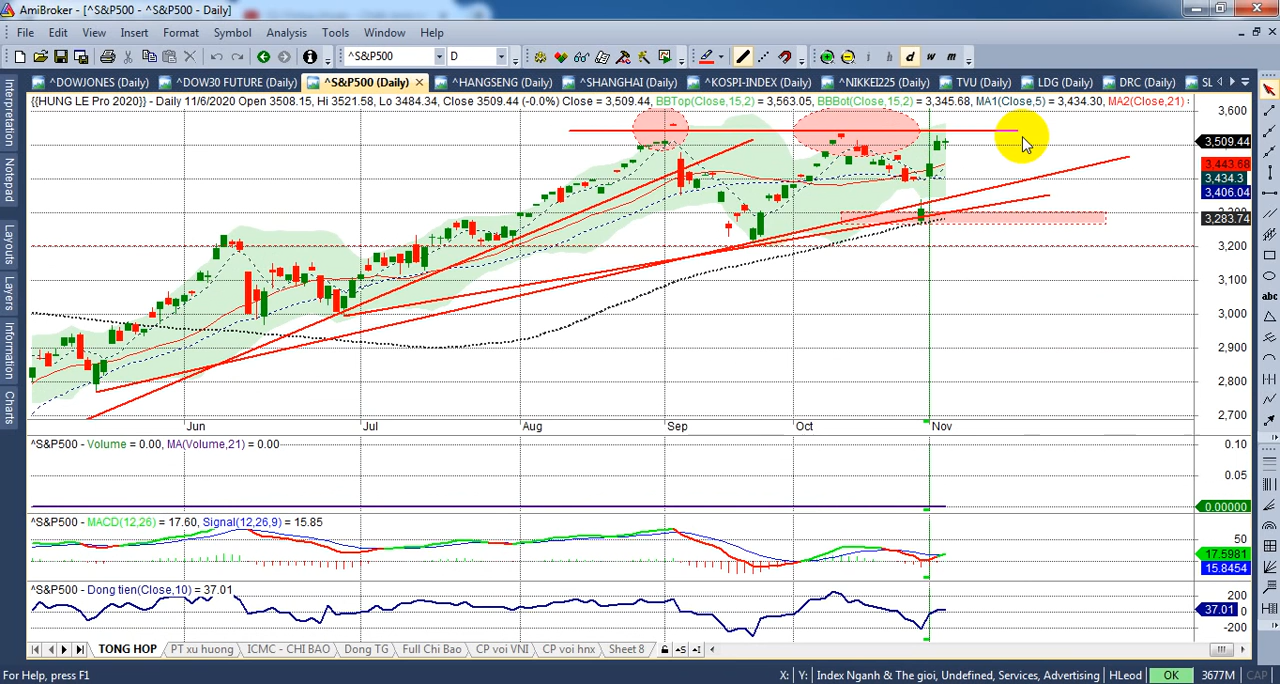 AmiBroker - [^S&P500 - ^S&P500 - Daily]
File Edit View Insert Format Symbol Analysis Tools Window Help
^S&P500 D i h i d w m
^DOWJONES (Daily) ^DOW30 FUTURE (Daily) ^S&P500 (Daily) ^HANGSENG (Daily) ^SHANGHAI (Daily) ^KOSPI-INDEX (Daily) ^NIKKEI225 (Daily) TVU (Daily) LDG (Daily) DRC (Daily) SL
{{HUNG LE Pro 2020}} - Daily 11/6/2020 Open 3508.15, Hi 3521.58, Lo 3484.34, Close 3509.44 (-0.0%) Close = 3,509.44, BBTop(Close,15,2) = 3,563.05, BBBot(Close,15,2) = 3,345.68, MA1(Close,5) = 3,434.30, MA2(Close,21)
3,600
3,509.44
3,443.68
3,434.3
3,406.04
3,283.74
3,200
3,100
3,000
2,900
2,800
2,700
Jun Jul Aug Sep Oct Nov
^S&P500 - Volume = 0.00, MA(Volume,21) = 0.00
0.10
0.05
0.00000
^S&P500 - MACD(12,26) = 17.60, Signal(12,26,9) = 15.85
50
17.5981
15.8454
^S&P500 - Dong tien(Close,10) = 37.01
200
37.01 0
-200
TONG HOP PT xu huong ICMC - CHI BAO Dong TG Full Chi Bao CP voi VNI CP voi hnx Sheet 8
For Help, press F1 X: Y: Index Nganh & The gioi, Undefined, Services, Advertising HLeod OK 3677M CAP
Interpretation
Notepad
Layouts
Layers
Information
Charts
abc